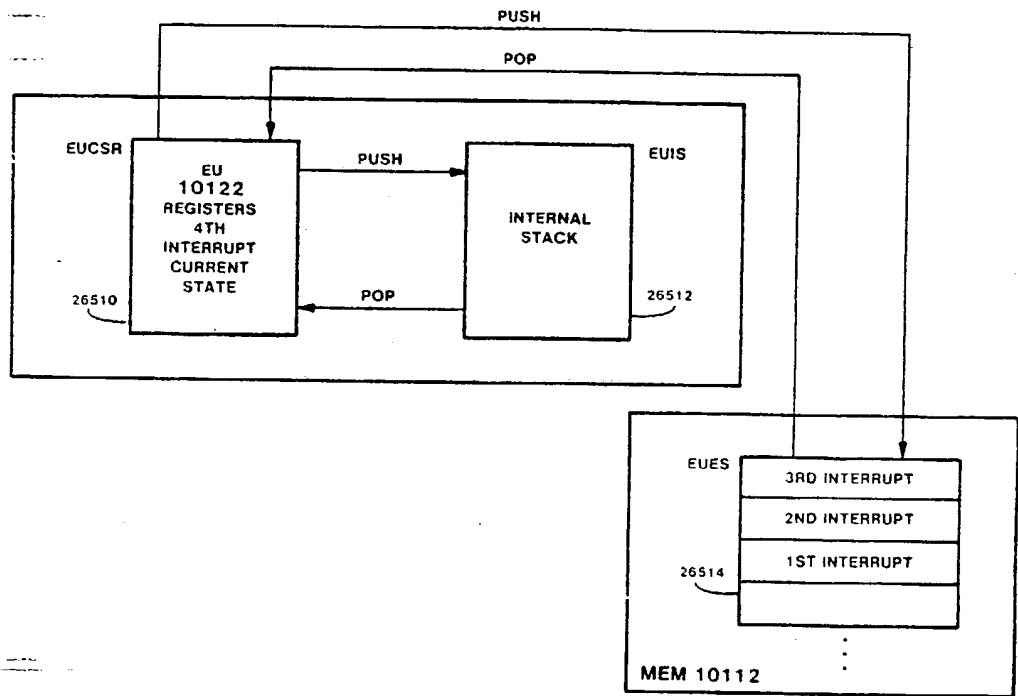 PUSH
POP
EUCSR
EU
10122
REGISTERS
4TH
INTERRUPT
CURRENT
STATE
26510
PUSH
POP
EUIS
INTERNAL
STACK
26512
EUES
3RD INTERRUPT
2ND INTERRUPT
1ST INTERRUPT
26514
MEM 10112